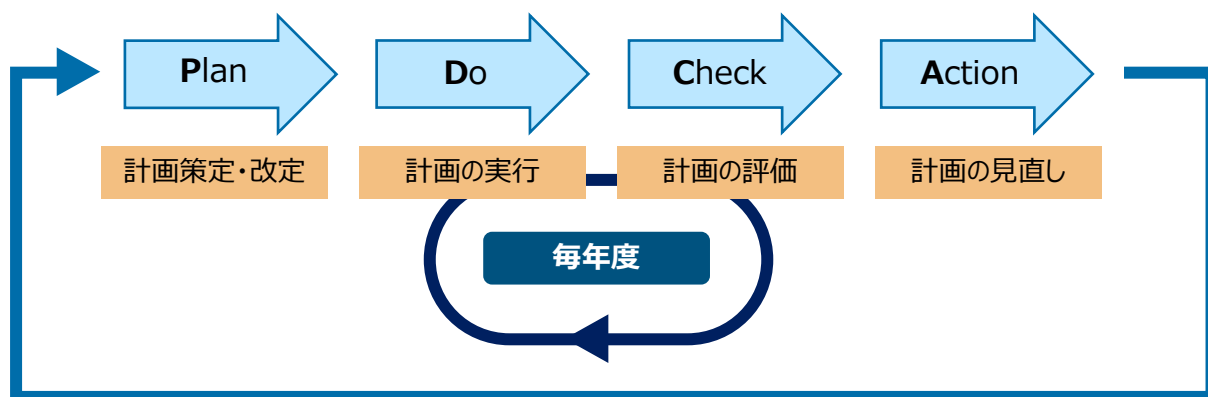 Plan
Do
Check
Action
計画策定・改定
計画の実行
計画の評価
計画の見直し
毎年度